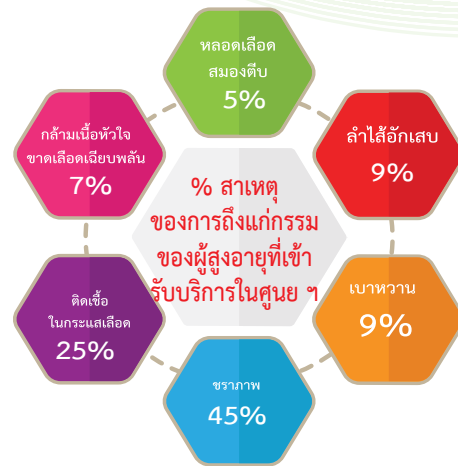 หลอดเลือด
สมองตีบ
5%
กล้ามเนื้อหัวใจ
ขาดเลือดเฉียบพลัน
7%
ลำไส้อักเสบ
9%
% สาเหตุ
ของการถึงแก่กรรม
ของผู้สูงอายุที่เข้า
รับบริการในศูนย ฯ
ติดเชื้อ
ในกระแสเลือด
25%
เบาหวาน
9%
ชราภาพ
45%